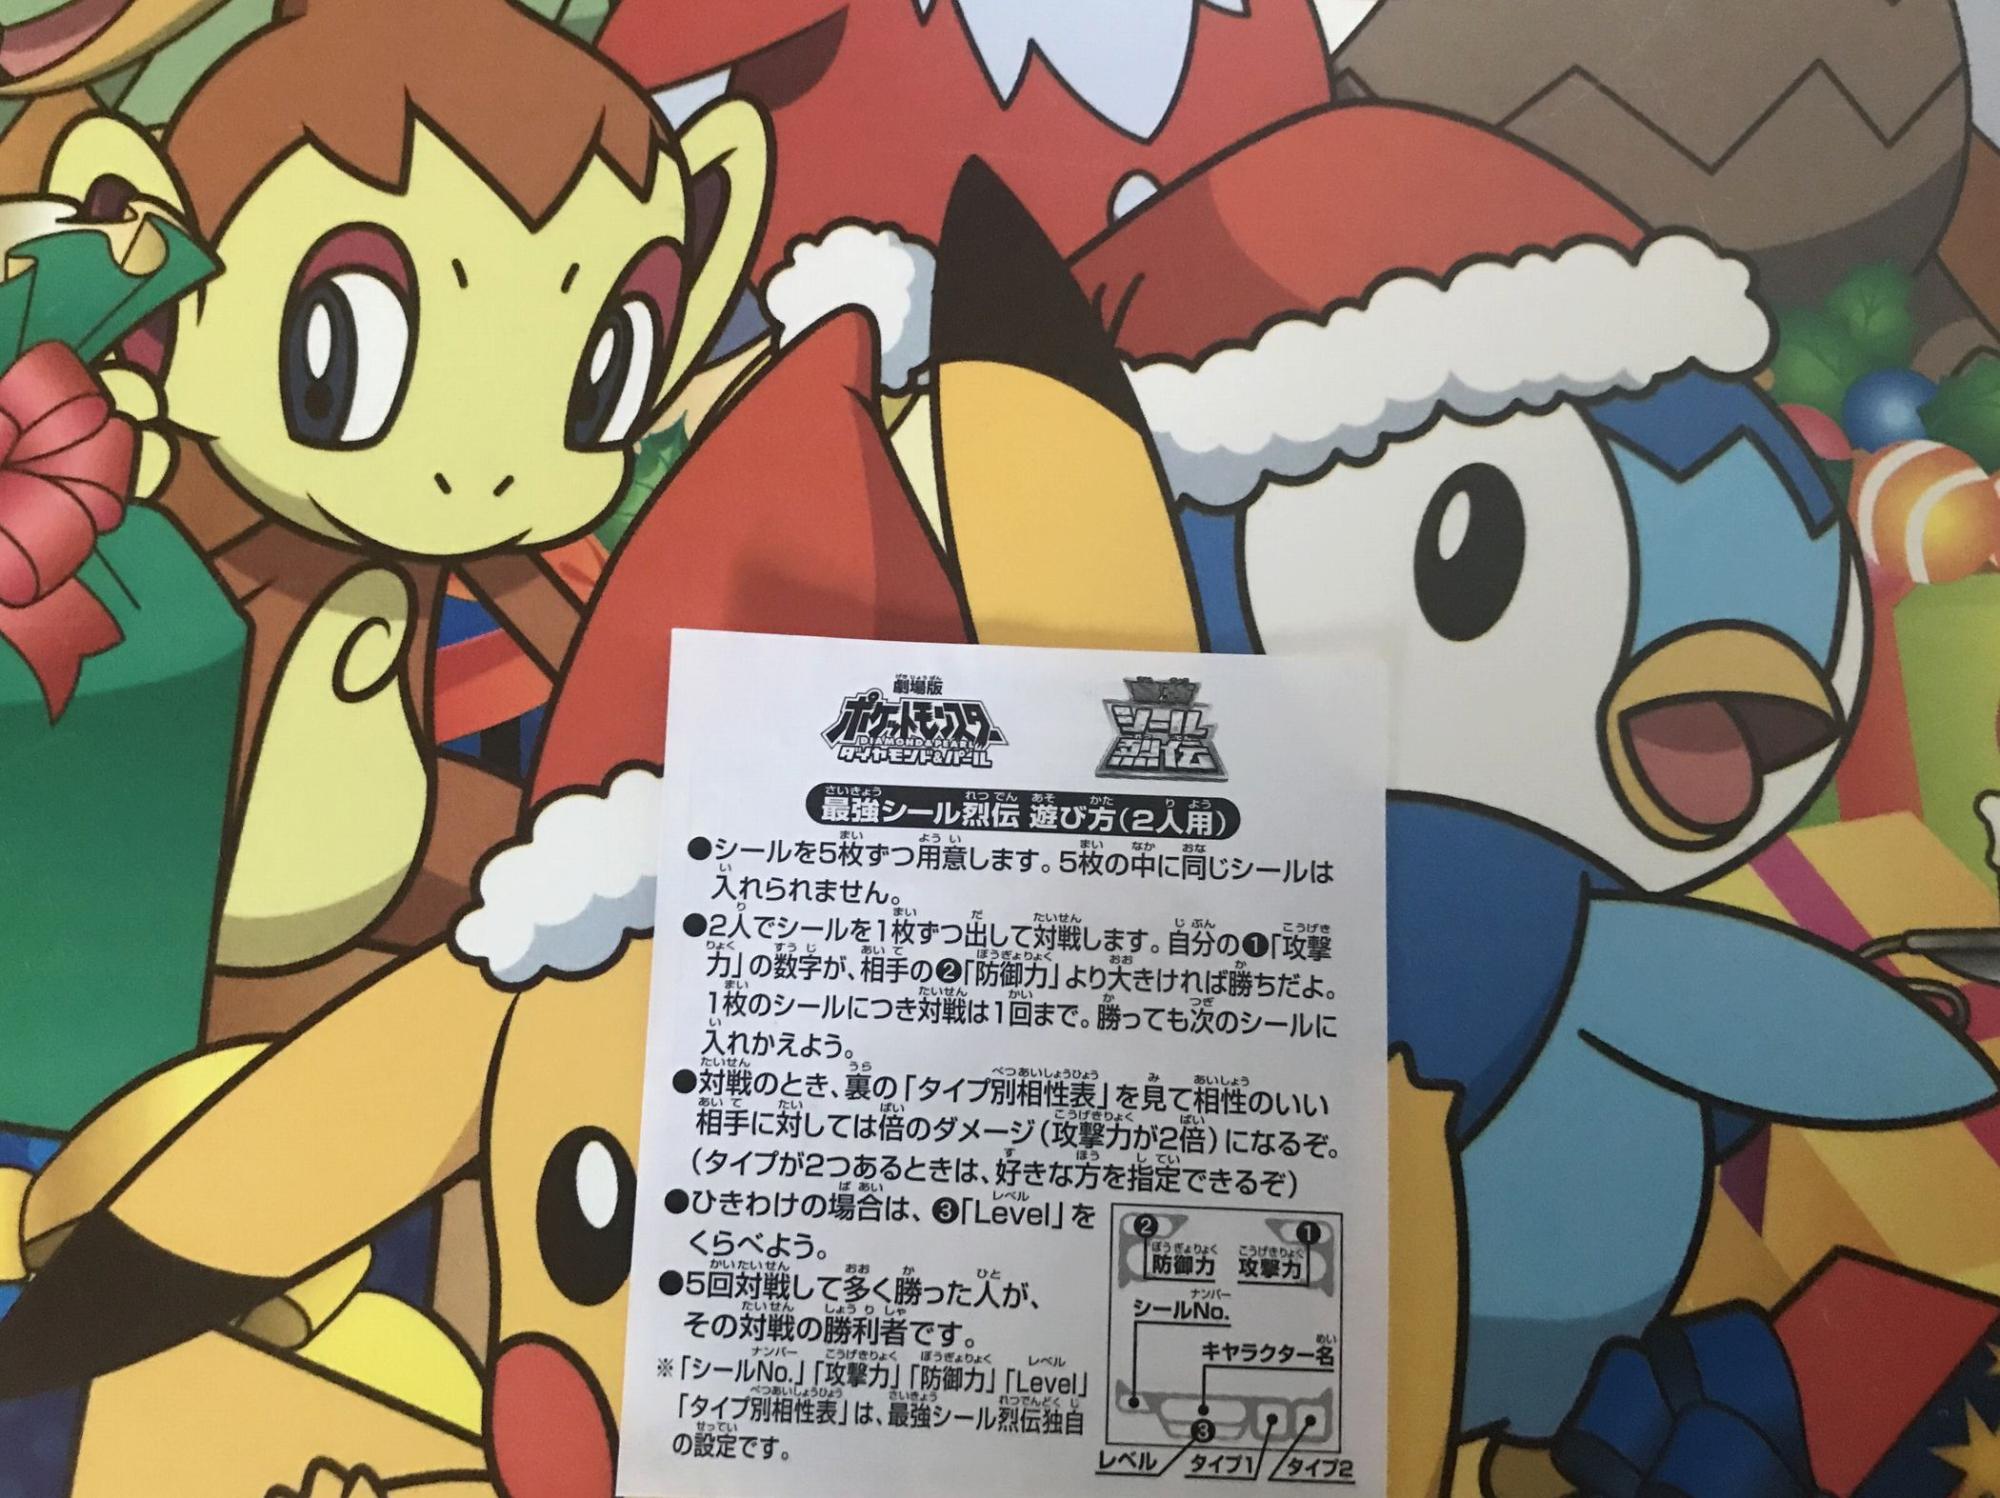 劇場版
ポケットモンスター
DIAMOND & PEARL
ダイヤモンド&パール
最強
シール
烈伝
最強シール烈伝 遊び方(2人用)
●シールを5枚ずつ用意します。5枚の中に同じシールは
入れられません。
●2人でシールを1枚ずつ出して対戦します。自分の❶「攻撃
力」の数字が、相手の❷「防御力」より大きければ勝ちだよ。
1枚のシールにつき対戦は1回まで。勝っても次のシールに
入れかえよう。
●対戦のとき、裏の「タイプ別相性表」を見て相性のいい
相手に対しては倍のダメージ(攻撃力が2倍)になるぞ。
(タイプが2つあるときは、好きな方を指定できるぞ)
●ひきわけの場合は、❸「Level」を
くらべよう。
●5回対戦して多く勝った人が、
その対戦の勝利者です。
※「シールNo.」「攻撃力」「防御力」「Level」
「タイプ別相性表」は、最強シール烈伝独自
の設定です。
❷ ❶
防御力 攻撃力
シールNo.
キャラクター名
❸
レベル タイプ1 タイプ2